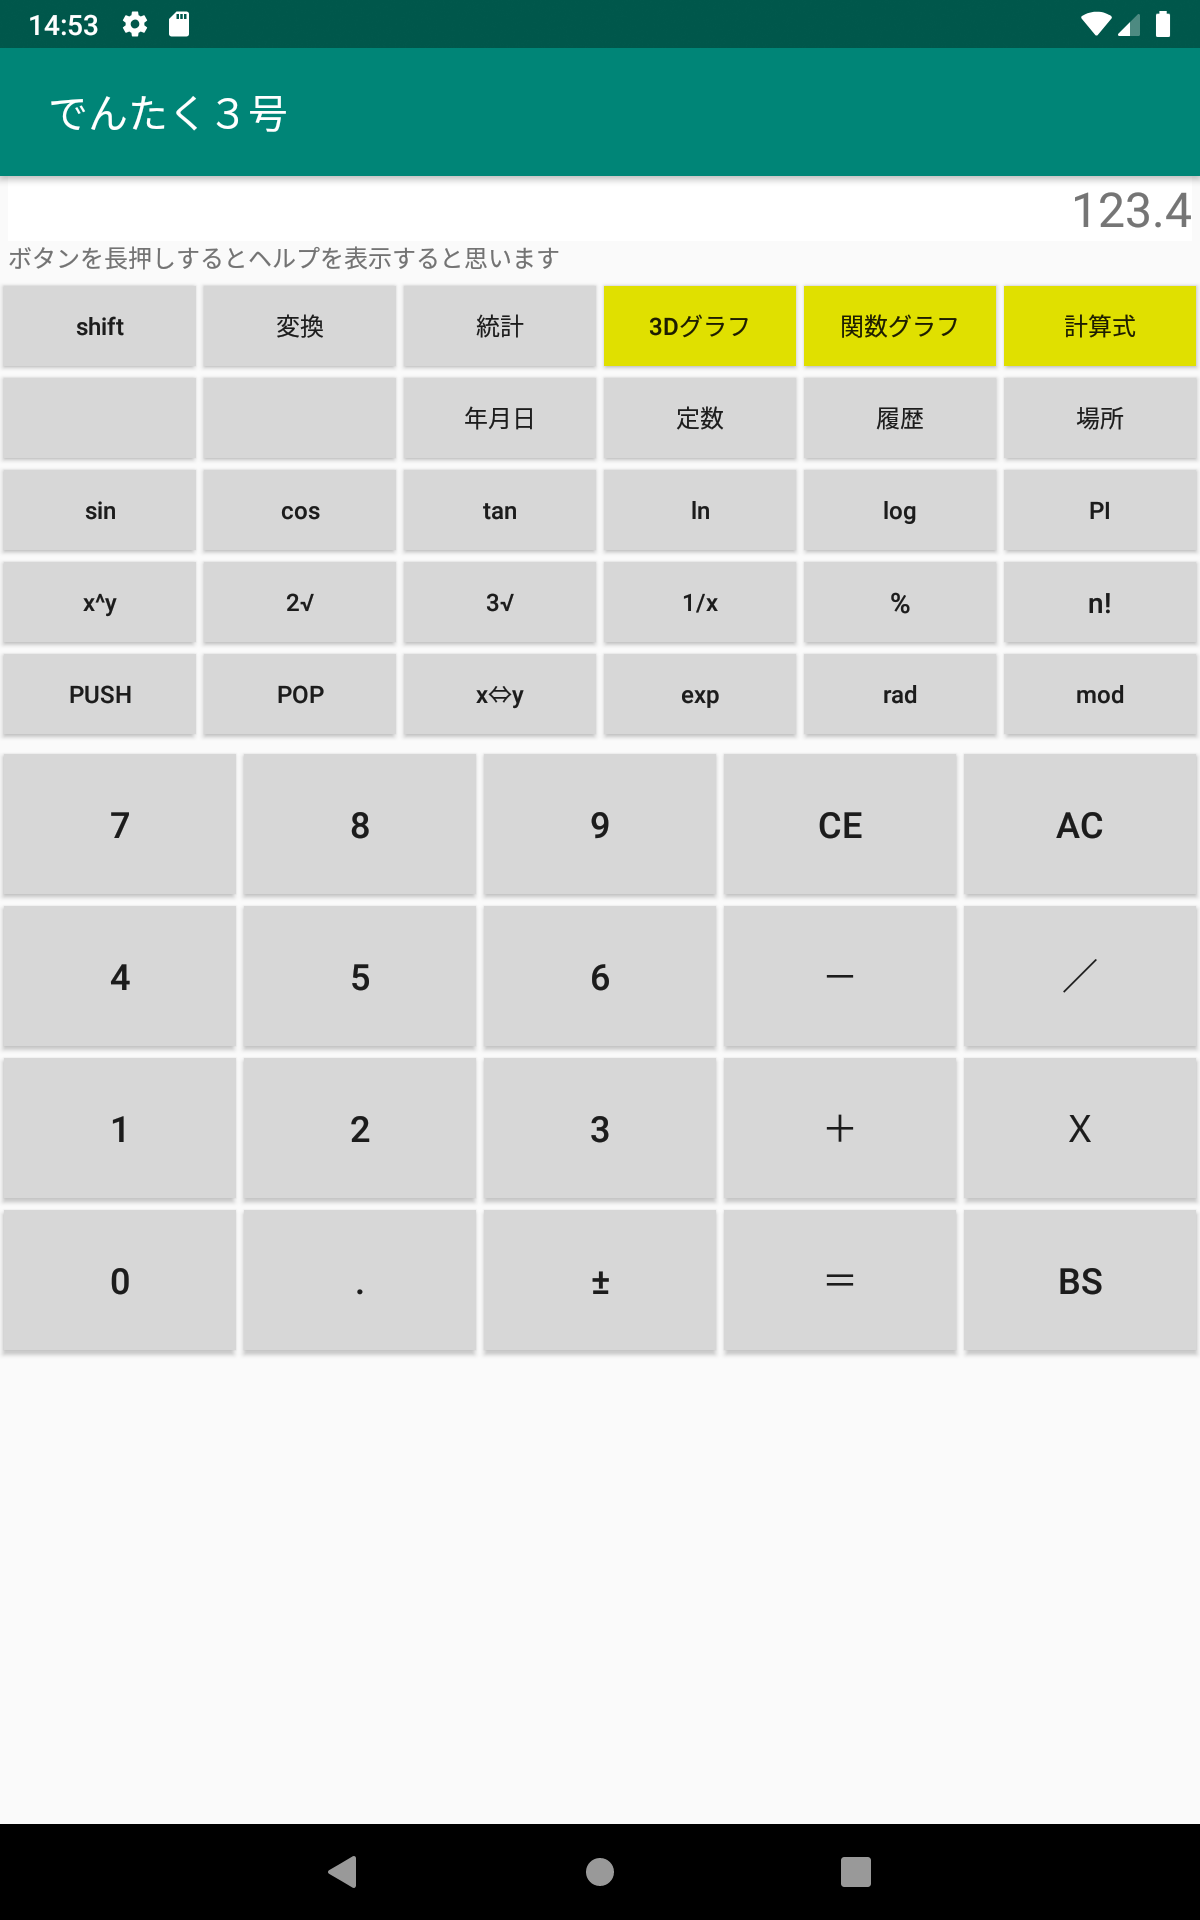 14:53
でんたく３号
123.4
ボタンを長押しするとヘルプを表示すると思います
shift 変換 統計 3Dグラフ 関数グラフ 計算式
年月日 定数 履歴 場所
sin cos tan ln log PI
x^y 2√ 3√ 1/x % n!
PUSH POP x⇔y exp rad mod
7 8 9 CE AC
4 5 6 － ／
1 2 3 ＋ Ｘ
0 . ± ＝ BS